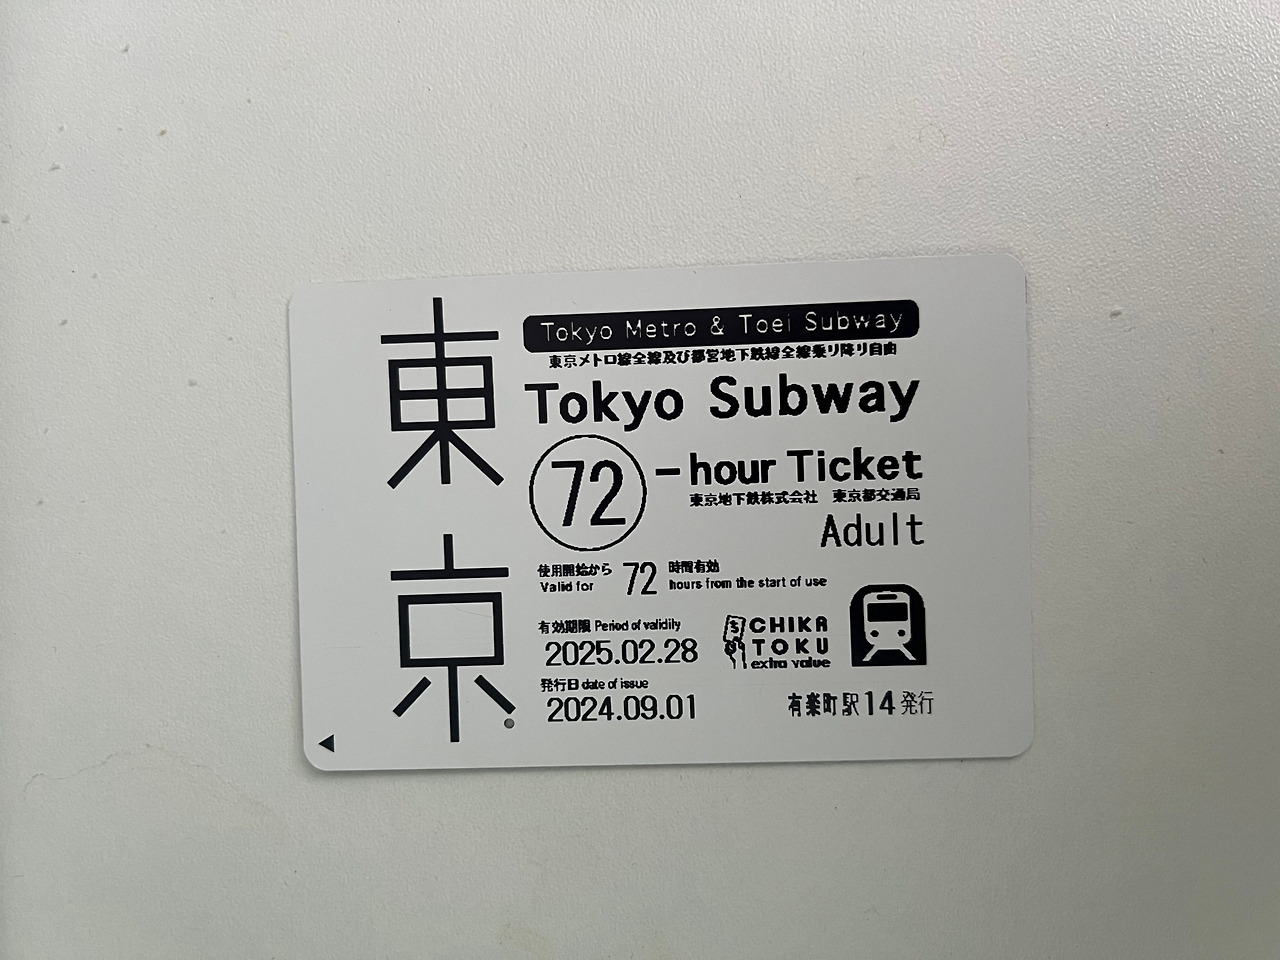 東京
Tokyo Metro & Toei Subway
東京メトロ線全線及び都営地下鉄線全線乗り降り自由
Tokyo Subway
72-hour Ticket
東京地下鉄株式会社 東京都交通局
Adult
使用開始から 72 時間有効
Valid for 72 hours from the start of use
有効期限 Period of validity
2025.02.28
CHIKA
TOKU
extra value
発行日 date of issue
2024.09.01
有楽町駅14発行